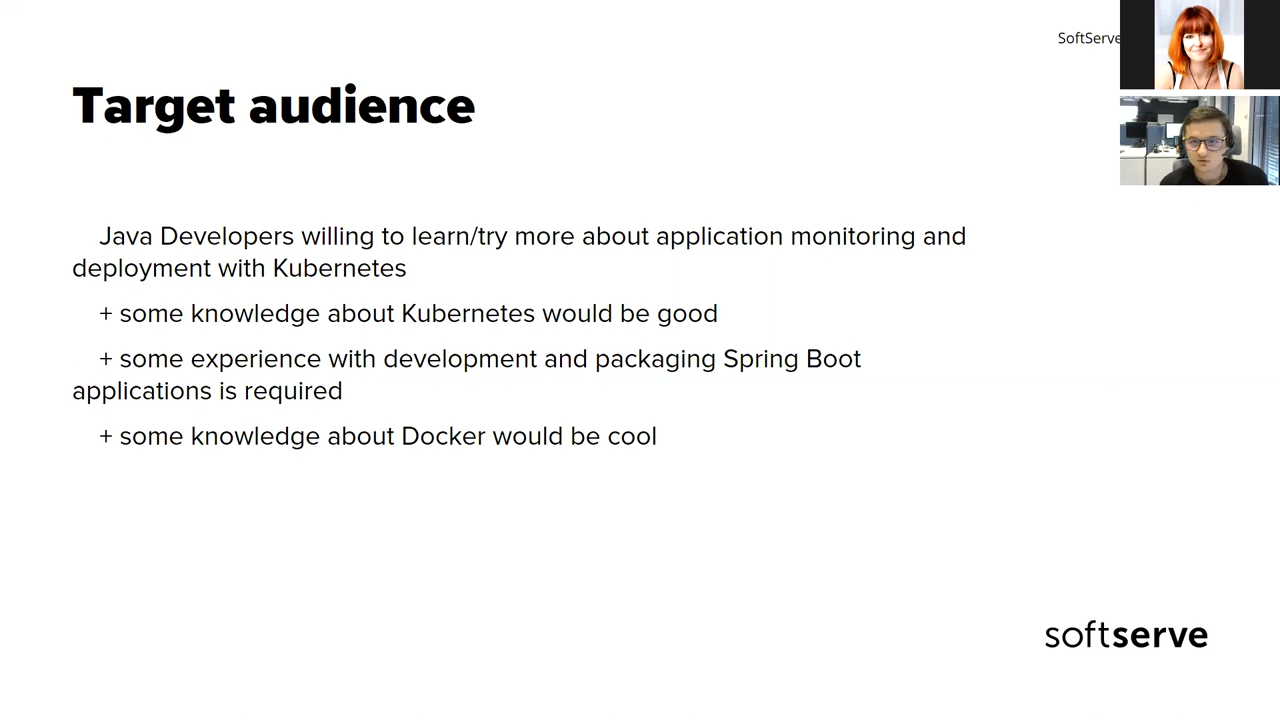 SoftServe
Target audience
Java Developers willing to learn/try more about application monitoring and
deployment with Kubernetes
+ some knowledge about Kubernetes would be good
+ some experience with development and packaging Spring Boot
applications is required
+ some knowledge about Docker would be cool
softserve